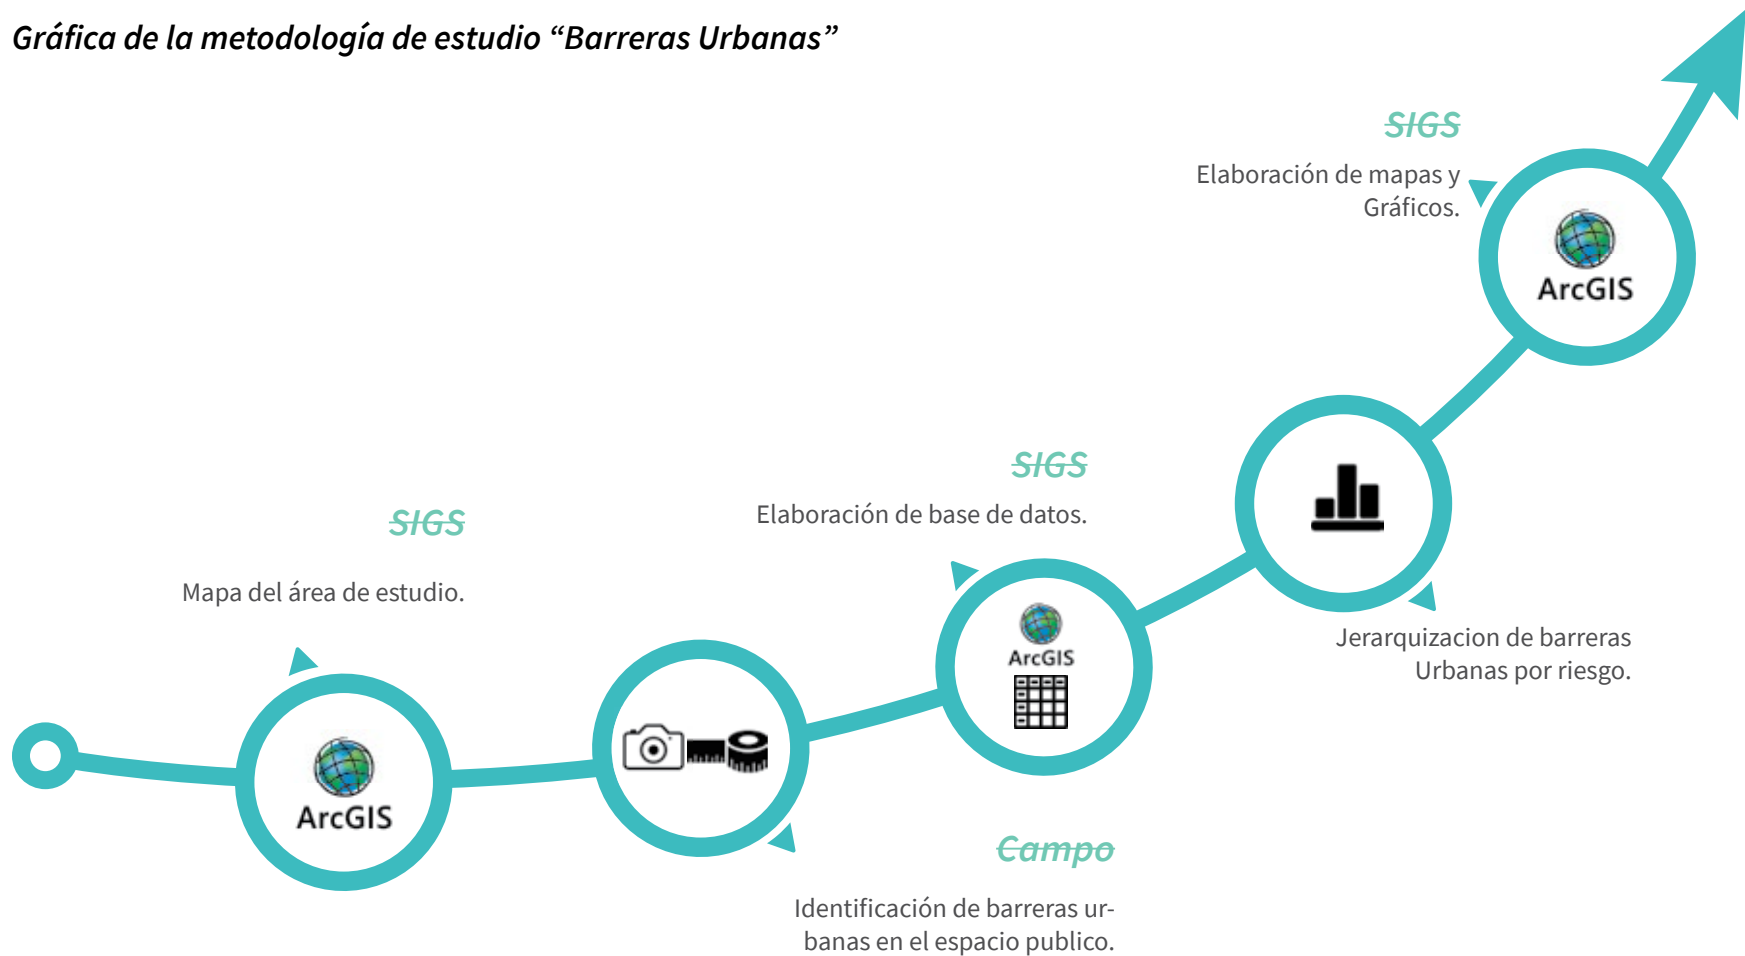 Gráfica de la metodología de estudio “Barreras Urbanas”
SIGS
Mapa del área de estudio.
ArcGIS
Campo
Identificación de barreras ur-
banas en el espacio publico.
SIGS
Elaboración de base de datos.
ArcGIS
Jerarquizacion de barreras
Urbanas por riesgo.
SIGS
Elaboración de mapas y
Gráficos.
ArcGIS